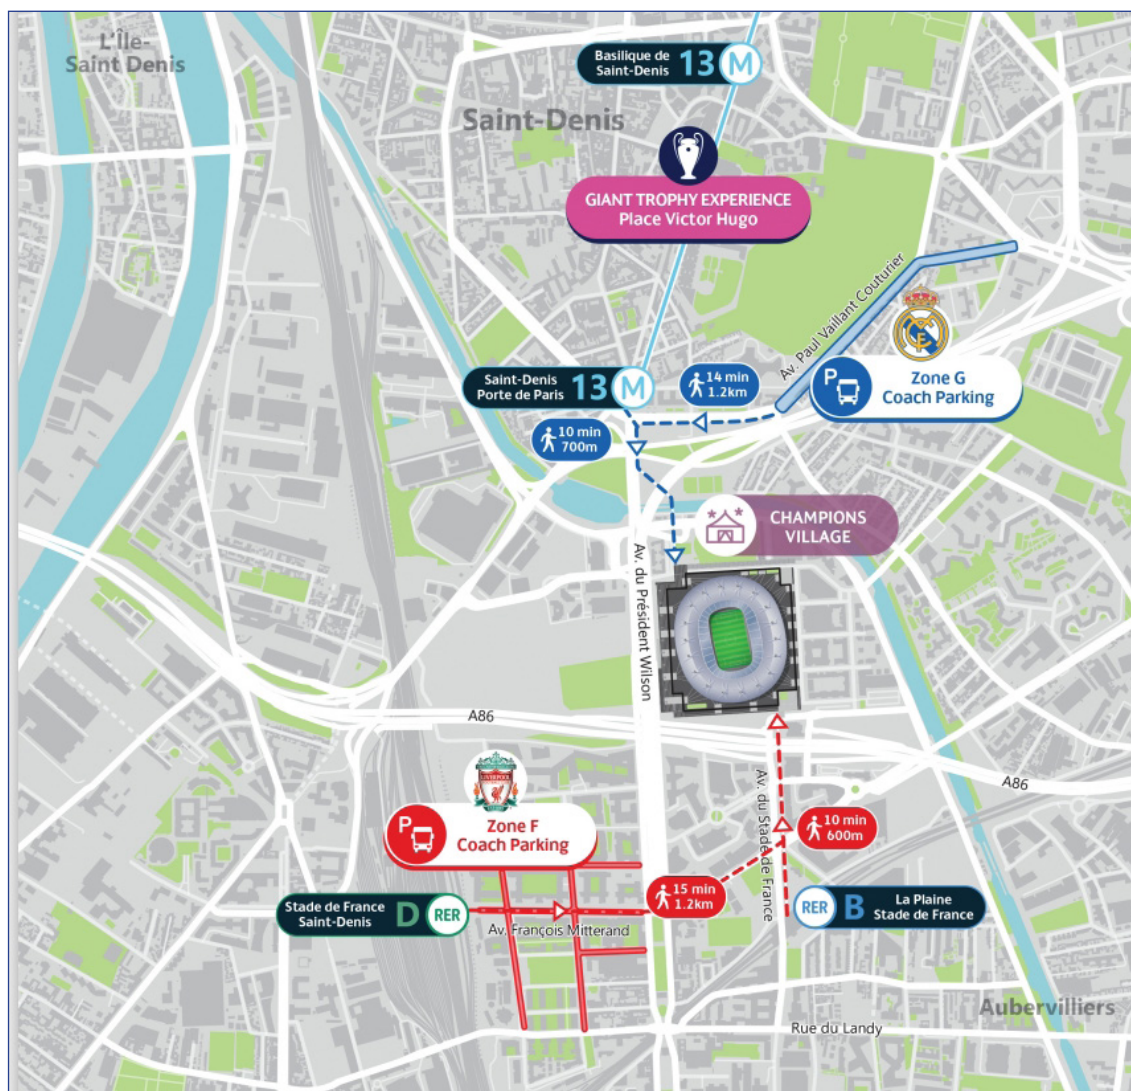 L'Île-
Saint Denis
Basilique de
Saint-Denis
13
M
Saint-Denis
GIANT TROPHY EXPERIENCE
Place Victor Hugo
Av. Paul Vaillant Couturier
P
Zone G
Coach Parking
Saint-Denis
Porte de Paris
13
M
14 min
1.2km
10 min
700m
CHAMPIONS
VILLAGE
Av. du Président Wilson
A86
A86
LIVERPOOL
P
Zone F
Coach Parking
Av. du Stade de France
10 min
600m
15 min
1.2km
Stade de France
Saint-Denis
D
RER
Av. François Mitterand
RER
B
La Plaine
Stade de France
Aubervilliers
Rue du Landy